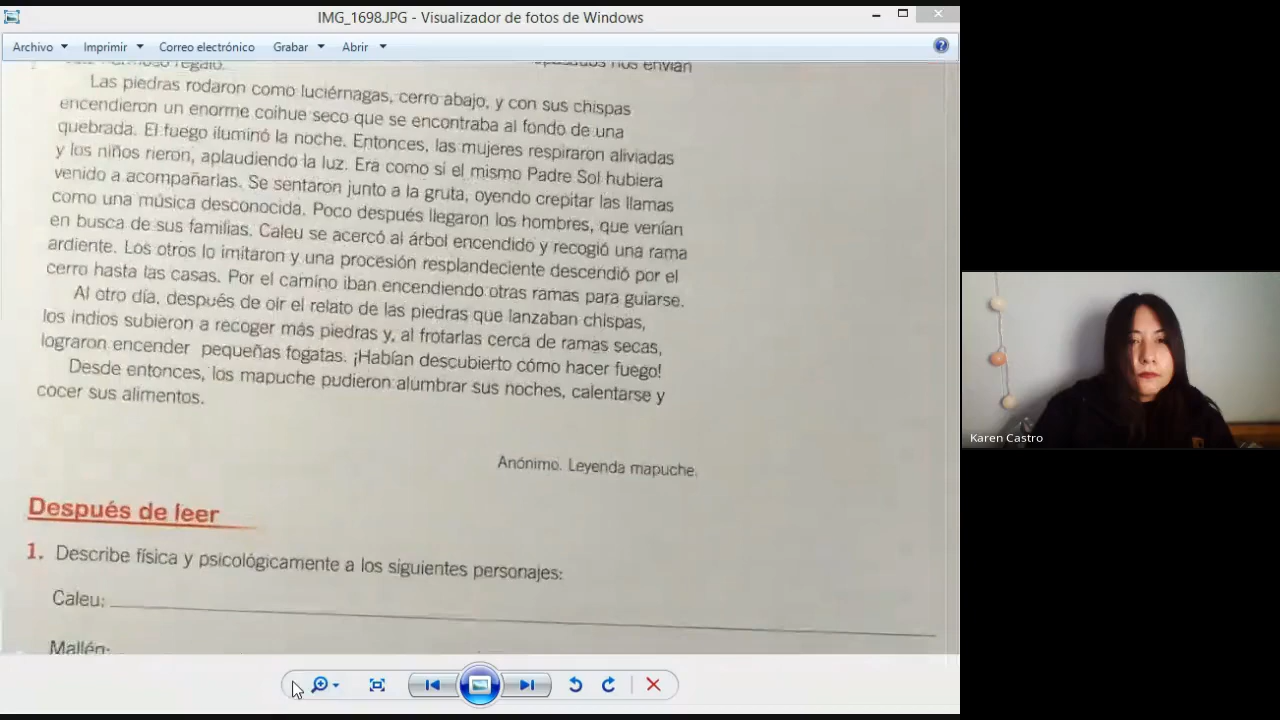 IMG_1698.JPG - Visualizador de fotos de Windows
Archivo Imprimir Correo electrónico Grabar Abrir
hermoso regalo. nos envían
Las piedras rodaron como luciérnagas, cerro abajo, y con sus chispas
encendieron un enorme coihue seco que se encontraba al fondo de una
quebrada. El fuego iluminó la noche. Entonces, las mujeres respiraron aliviadas
y los niños rieron, aplaudiendo la luz. Era como si el mismo Padre Sol hubiera
venido a acompañarlas. Se sentaron junto a la gruta, oyendo crepitar las llamas
como una música desconocida. Poco después llegaron los hombres, que venían
en busca de sus familias. Caleu se acercó al árbol encendido y recogió una rama
ardiente. Los otros lo imitaron y una procesión resplandeciente descendió por el
cerro hasta las casas. Por el camino iban encendiendo otras ramas para guiarse.
Al otro día, después de oir el relato de las piedras que lanzaban chispas,
los indios subieron a recoger más piedras y, al frotarlas cerca de ramas secas,
lograron encender pequeñas fogatas. ¡Habían descubierto cómo hacer fuego!
Desde entonces, los mapuche pudieron alumbrar sus noches, calentarse y
cocer sus alimentos.
Anónimo. Leyenda mapuche.
Después de leer
1. Describe física y psicológicamente a los siguientes personajes:
Caleu:
Mallén:
Karen Castro